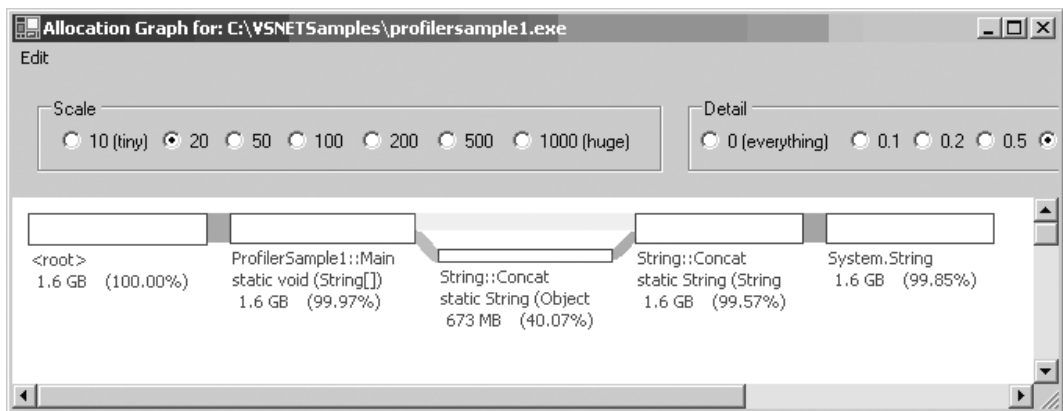 Allocation Graph for: C:\VSNETSamples\profilersample1.exe
Edit
Scale
10 (tiny) 20 50 100 200 500 1000 (huge)
Detail
0 (everything) 0.1 0.2 0.5
<root>
1.6 GB (100.00%)
ProfilerSample1::Main
static void (String[])
1.6 GB (99.97%)
String::Concat
static String (Object
673 MB (40.07%)
String::Concat
static String (String
1.6 GB (99.57%)
System.String
1.6 GB (99.85%)